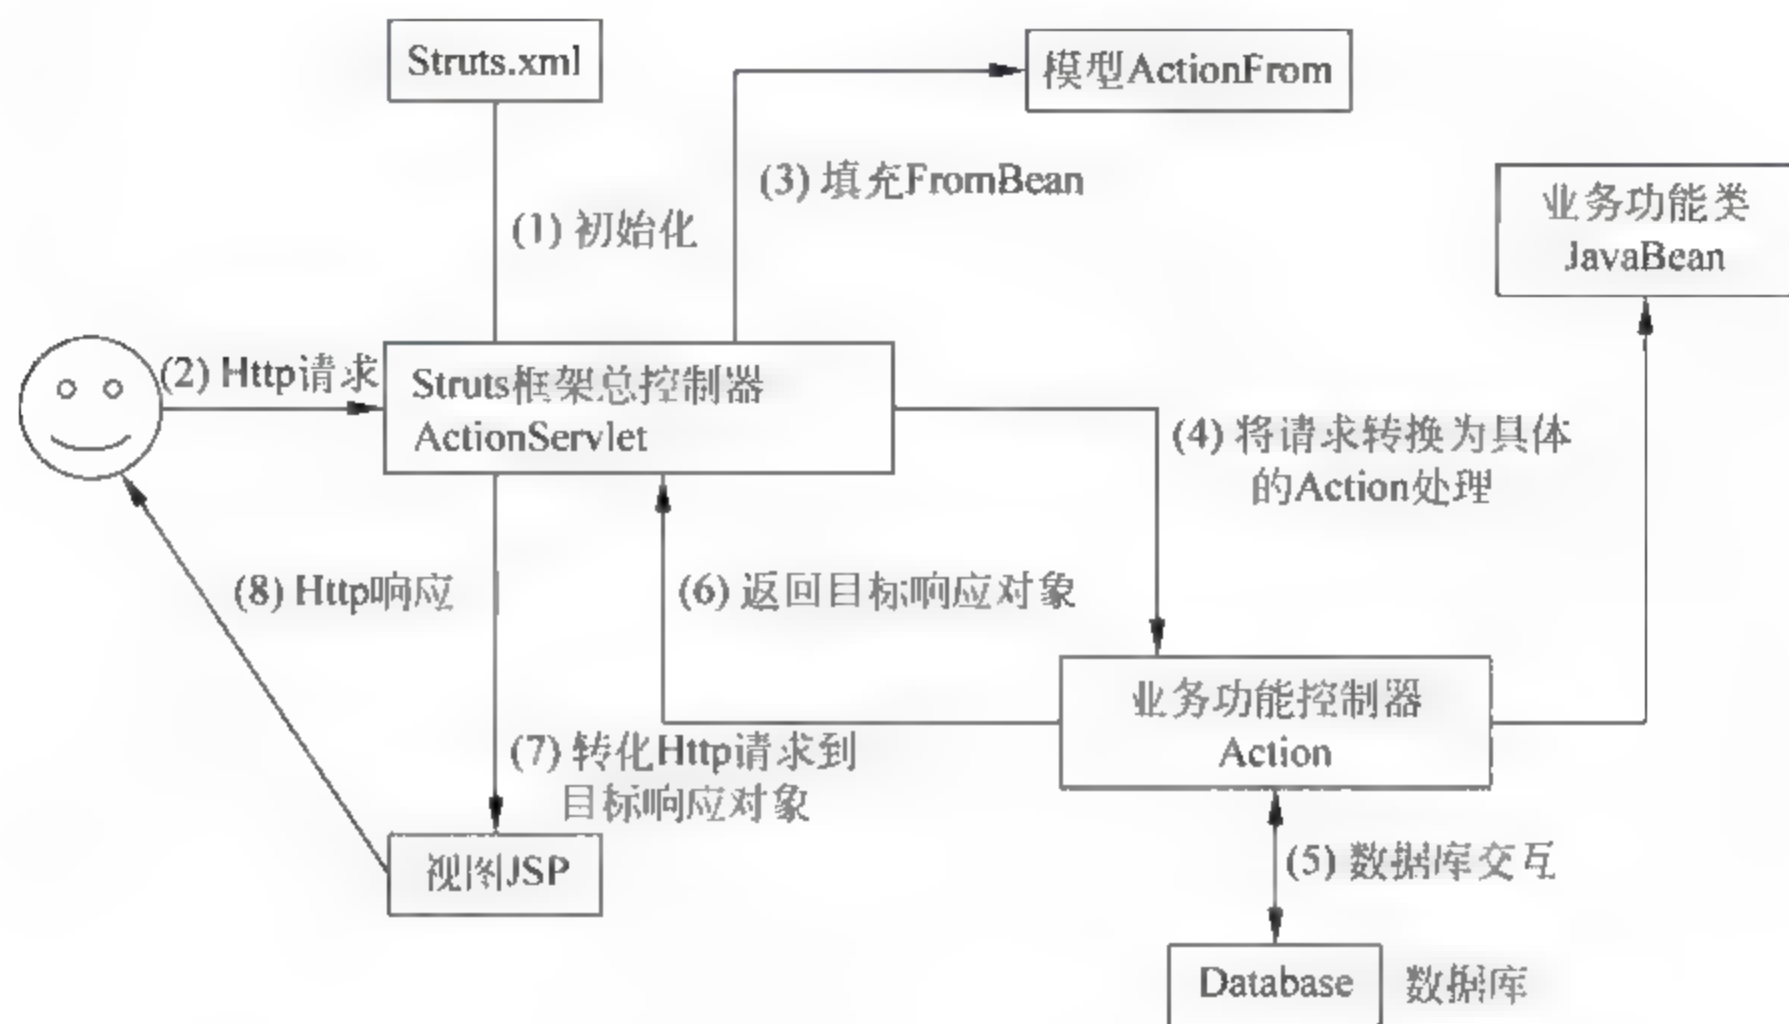 Struts.xml
模型ActionFrom
(3) 填充FromBean
业务功能类
JavaBean
(1) 初始化
(2) Http请求
Struts框架总控制器
ActionServlet
(4) 将请求转换为具体
的Action处理
(8) Http响应
(6) 返回目标响应对象
业务功能控制器
Action
(7) 转化Http请求到
目标响应对象
(5) 数据库交互
视图JSP
Database 数据库